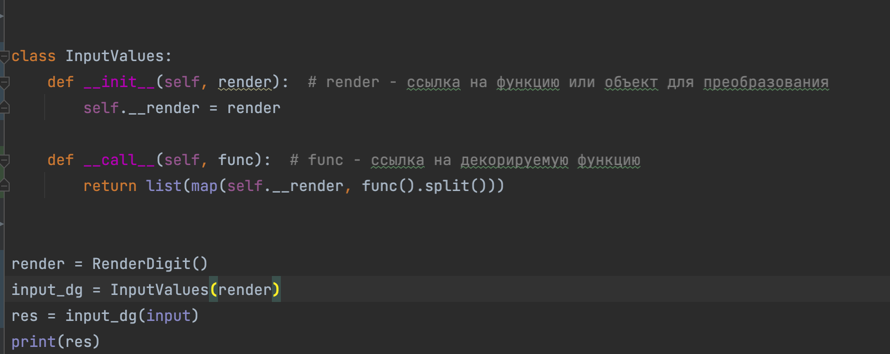 class InputValues:
    def __init__(self, render):  # render - ссылка на функцию или объект для преобразования
        self.__render = render
    def __call__(self, func):  # func - ссылка на декорируемую функцию
        return list(map(self.__render, func().split()))
render = RenderDigit()
input_dg = InputValues(render)
res = input_dg(input)
print(res)